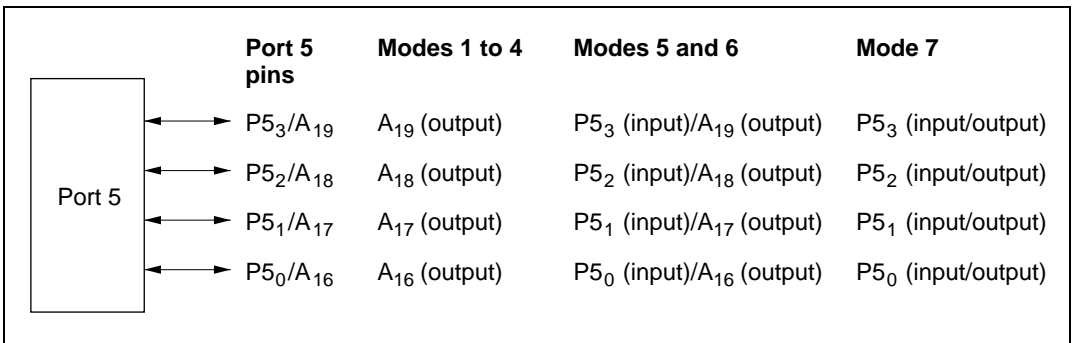 Port 5 pins Modes 1 to 4 Modes 5 and 6 Mode 7
P5₃/A₁₉ A₁₉ (output) P5₃ (input)/A₁₉ (output) P5₃ (input/output)
P5₂/A₁₈ A₁₈ (output) P5₂ (input)/A₁₈ (output) P5₂ (input/output)
Port 5
P5₁/A₁₇ A₁₇ (output) P5₁ (input)/A₁₇ (output) P5₁ (input/output)
P5₀/A₁₆ A₁₆ (output) P5₀ (input)/A₁₆ (output) P5₀ (input/output)